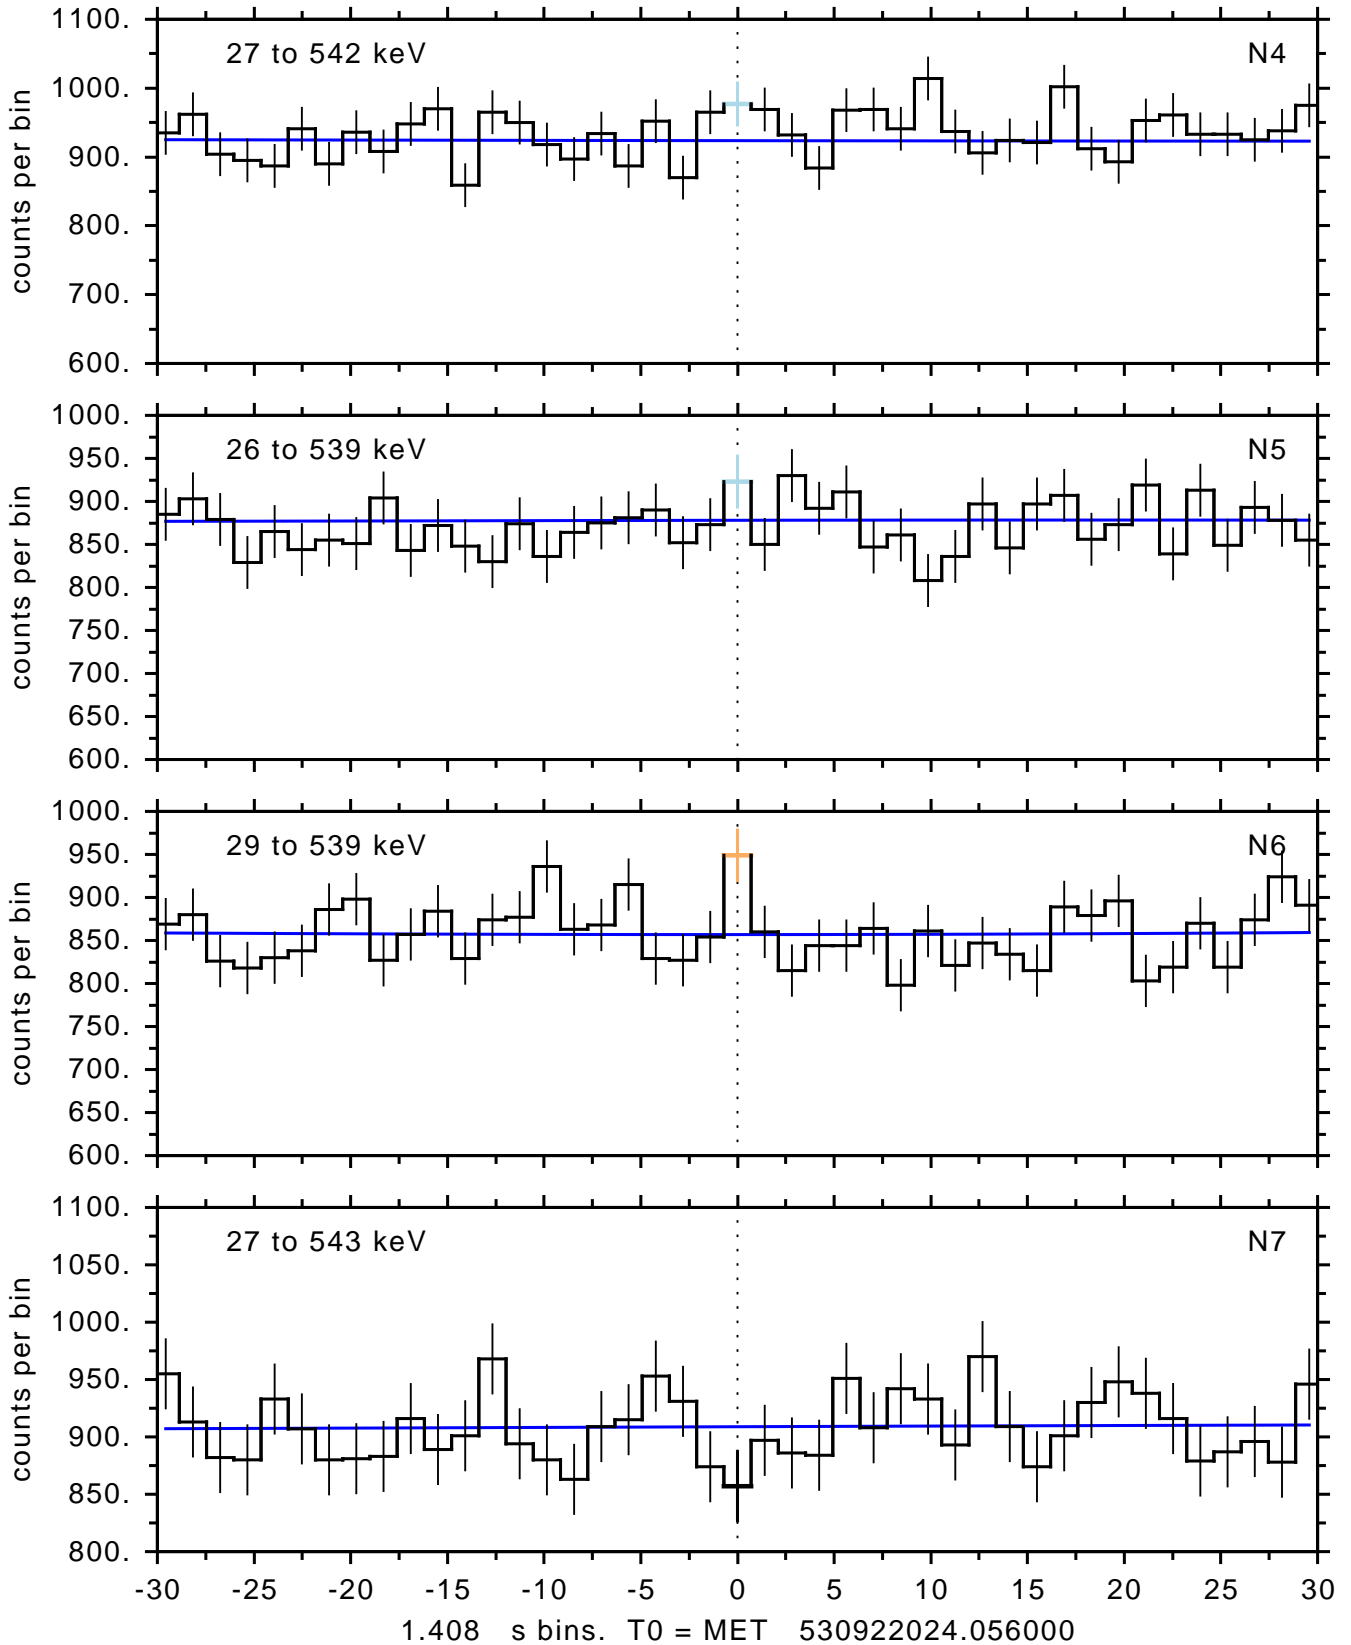 1100.
27 to 542 keV
N4
1000.
900.
800.
700.
600.
counts per bin
1000.
26 to 539 keV
N5
950.
900.
850.
800.
750.
700.
650.
600.
counts per bin
1000.
29 to 539 keV
N6
950.
900.
850.
800.
750.
700.
650.
600.
counts per bin
1100.
27 to 543 keV
N7
1050.
1000.
950.
900.
850.
800.
counts per bin
-30 -25 -20 -15 -10 -5 0 5 10 15 20 25 30
1.408 s bins. T0 = MET 530922024.056000